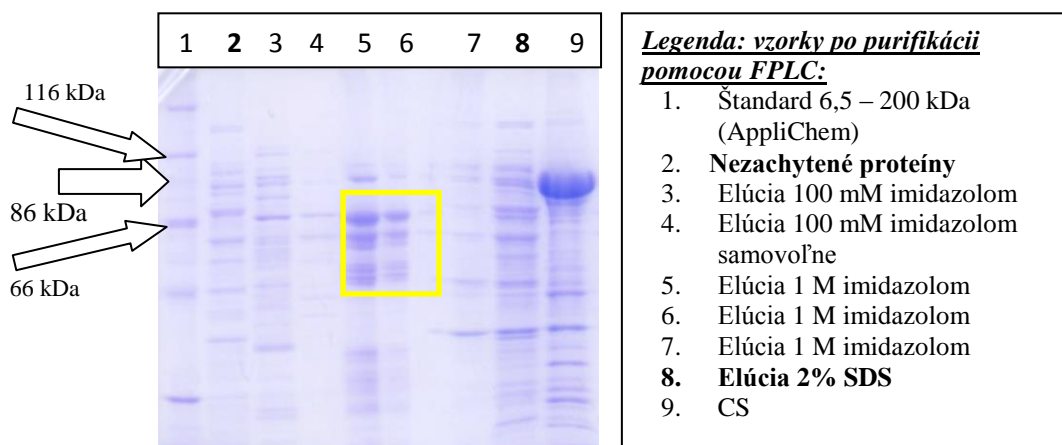 1 2 3 4 5 6 7 8 9
116 kDa
86 kDa
66 kDa
Legenda: vzorky po purifikácii
pomocou FPLC:
1. Štandard 6,5 – 200 kDa
(AppliChem)
2. Nezachytené proteíny
3. Elúcia 100 mM imidazolom
4. Elúcia 100 mM imidazolom
samovoľne
5. Elúcia 1 M imidazolom
6. Elúcia 1 M imidazolom
7. Elúcia 1 M imidazolom
8. Elúcia 2% SDS
9. CS